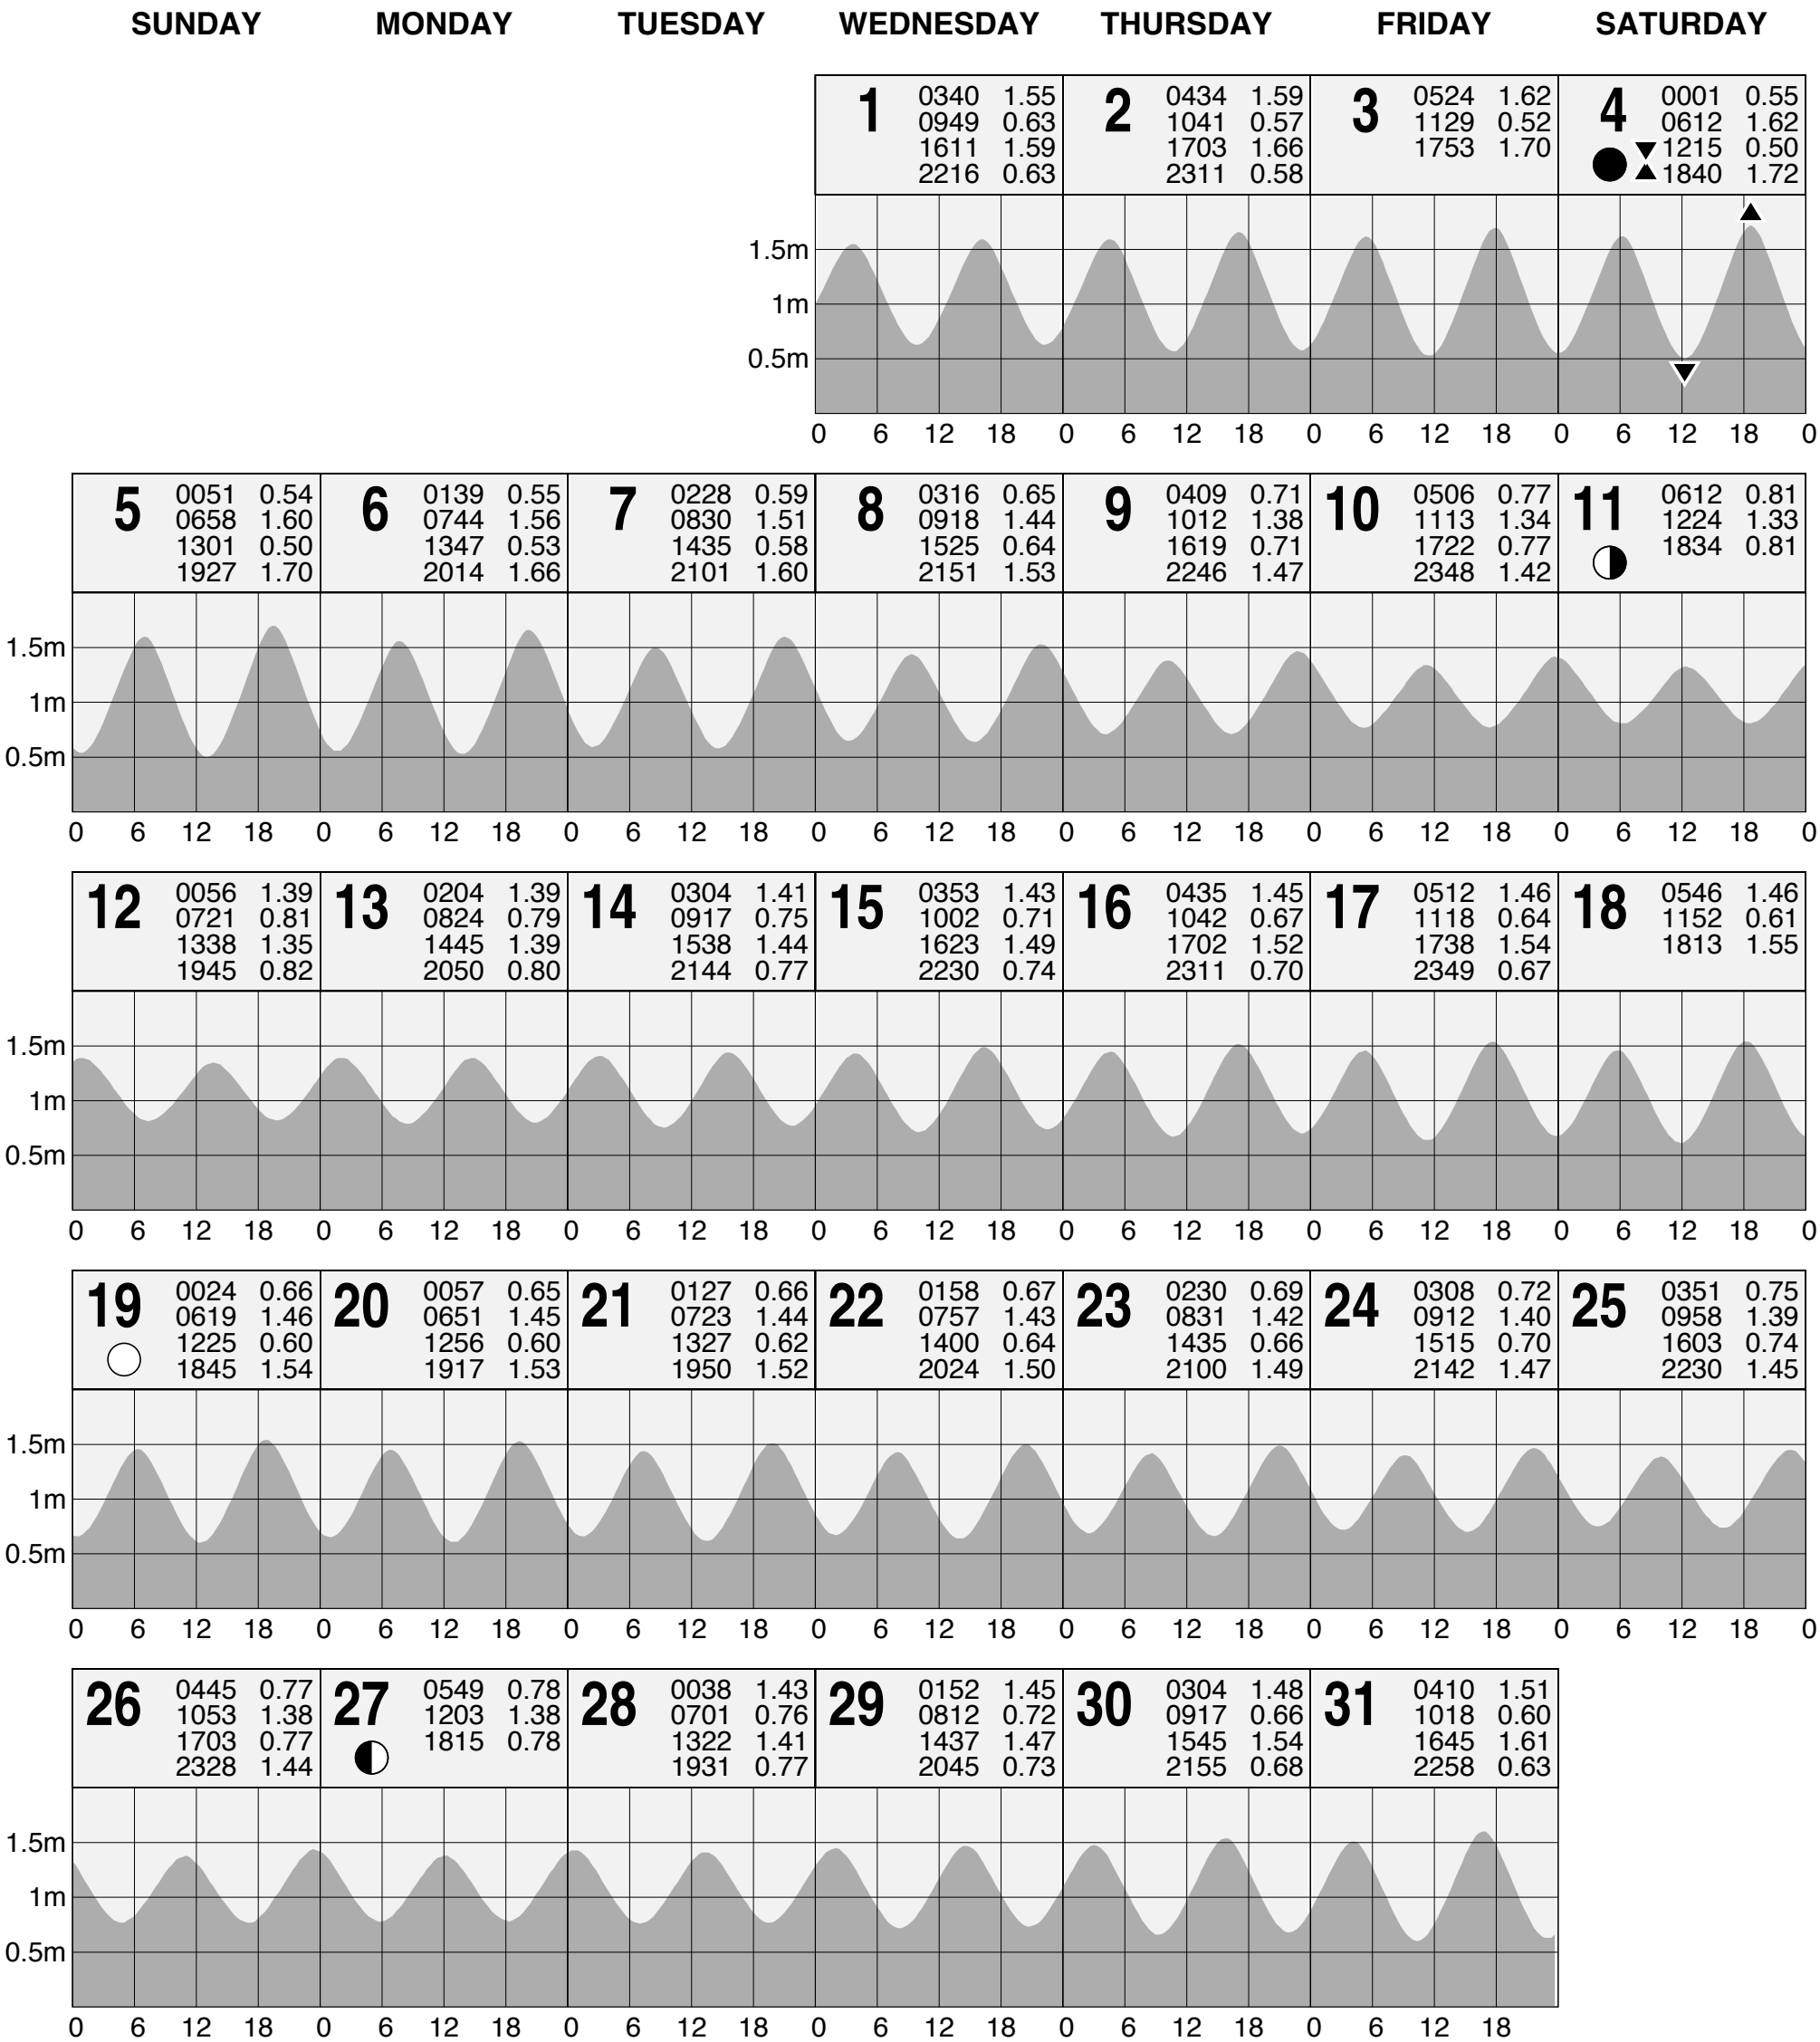 SUNDAY MONDAY TUESDAY WEDNESDAY THURSDAY FRIDAY SATURDAY
1 0340 1.55 2 0434 1.59 3 0524 1.62 4 0001 0.55
0949 0.63 1041 0.57 1129 0.52 0612 1.62
1611 1.59 1703 1.66 1753 1.70 1215 0.50
2216 0.63 2311 0.58 1840 1.72
1.5m
1m
0.5m
0 6 12 18 0 6 12 18 0 6 12 18 0 6 12 18 0
5 0051 0.54 6 0139 0.55 7 0228 0.59 8 0316 0.65 9 0409 0.71 10 0506 0.77 11 0612 0.81
0658 1.60 0744 1.56 0830 1.51 0918 1.44 1012 1.38 1113 1.34 1224 1.33
1301 0.50 1347 0.53 1435 0.58 1525 0.64 1619 0.71 1722 0.77 1834 0.81
1927 1.70 2014 1.66 2101 1.60 2151 1.53 2246 1.47 2348 1.42
1.5m
1m
0.5m
0 6 12 18 0 6 12 18 0 6 12 18 0 6 12 18 0 6 12 18 0 6 12 18 0 6 12 18 0
12 0056 1.39 13 0204 1.39 14 0304 1.41 15 0353 1.43 16 0435 1.45 17 0512 1.46 18 0546 1.46
0721 0.81 0824 0.79 0917 0.75 1002 0.71 1042 0.67 1118 0.64 1152 0.61
1338 1.35 1445 1.39 1538 1.44 1623 1.49 1702 1.52 1738 1.54 1813 1.55
1945 0.82 2050 0.80 2144 0.77 2230 0.74 2311 0.70 2349 0.67
1.5m
1m
0.5m
0 6 12 18 0 6 12 18 0 6 12 18 0 6 12 18 0 6 12 18 0 6 12 18 0 6 12 18 0
19 0024 0.66 20 0057 0.65 21 0127 0.66 22 0158 0.67 23 0230 0.69 24 0308 0.72 25 0351 0.75
0619 1.46 0651 1.45 0723 1.44 0757 1.43 0831 1.42 0912 1.40 0958 1.39
1225 0.60 1256 0.60 1327 0.62 1400 0.64 1435 0.66 1515 0.70 1603 0.74
1845 1.54 1917 1.53 1950 1.52 2024 1.50 2100 1.49 2142 1.47 2230 1.45
1.5m
1m
0.5m
0 6 12 18 0 6 12 18 0 6 12 18 0 6 12 18 0 6 12 18 0 6 12 18 0 6 12 18 0
26 0445 0.77 27 0549 0.78 28 0038 1.43 29 0152 1.45 30 0304 1.48 31 0410 1.51
1053 1.38 1203 1.38 0701 0.76 0812 0.72 0917 0.66 1018 0.60
1703 0.77 1815 0.78 1322 1.41 1437 1.47 1545 1.54 1645 1.61
2328 1.44 1931 0.77 2045 0.73 2155 0.68 2258 0.63
1.5m
1m
0.5m
0 6 12 18 0 6 12 18 0 6 12 18 0 6 12 18 0 6 12 18 0 6 12 18